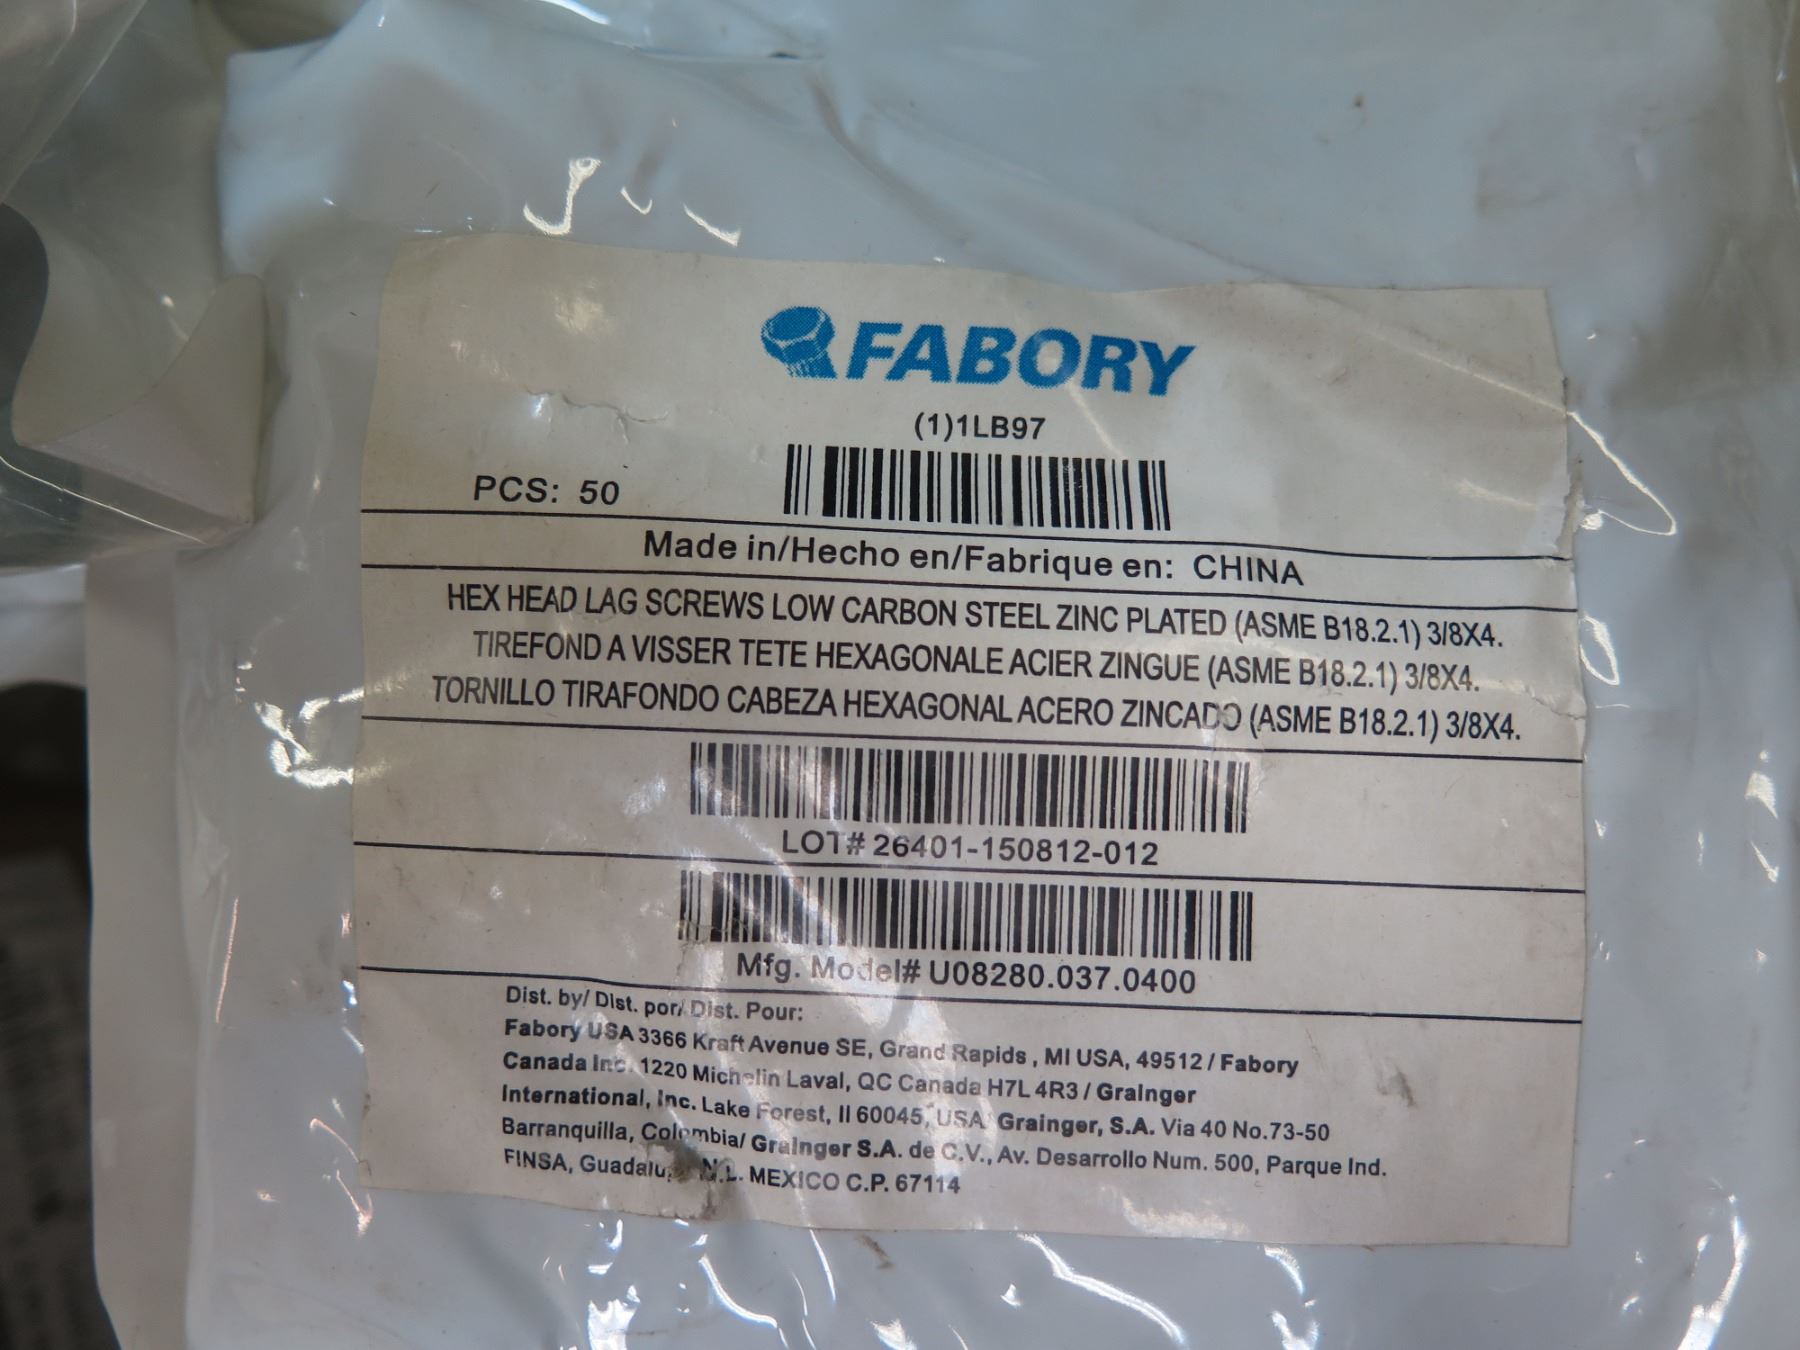 FABORY
(1)1LB97
PCS: 50
Made in/Hecho en/Fabrique en: CHINA
HEX HEAD LAG SCREWS LOW CARBON STEEL ZINC PLATED (ASME B18.2.1) 3/8X4.
TIREFOND A VISSER TETE HEXAGONALE ACIER ZINGUE (ASME B18.2.1) 3/8X4.
TORNILLO TIRAFONDO CABEZA HEXAGONAL ACERO ZINCADO (ASME B18.2.1) 3/8X4.
LOT# 26401-150812-012
Mfg. Model# U08280.037.0400
Dist. by/ Dist. por/ Dist. Pour:
Fabory USA 3366 Kraft Avenue SE, Grand Rapids , MI USA, 49512 / Fabory
Canada Inc. 1220 Michelin Laval, QC Canada H7L 4R3 / Grainger
International, Inc. Lake Forest, Il 60045, USA Grainger, S.A. Via 40 No.73-50
Barranquilla, Colombia/ Grainger S.A. de C.V., Av. Desarrollo Num. 500, Parque Ind.
FINSA, N.L. MEXICO C.P. 67114